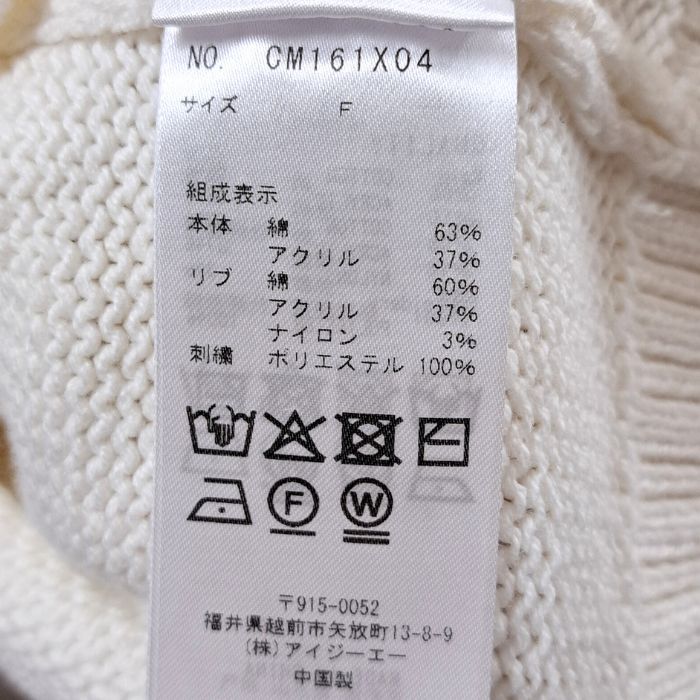 NO. CM161X04
サイズ F
組成表示
本体 綿 63%
アクリル 37%
リブ 綿 60%
アクリル 37%
ナイロン 3%
刺繍 ポリエステル 100%
F W
〒915-0052
福井県越前市矢放町13-8-9
(株)アイジーエー
中国製